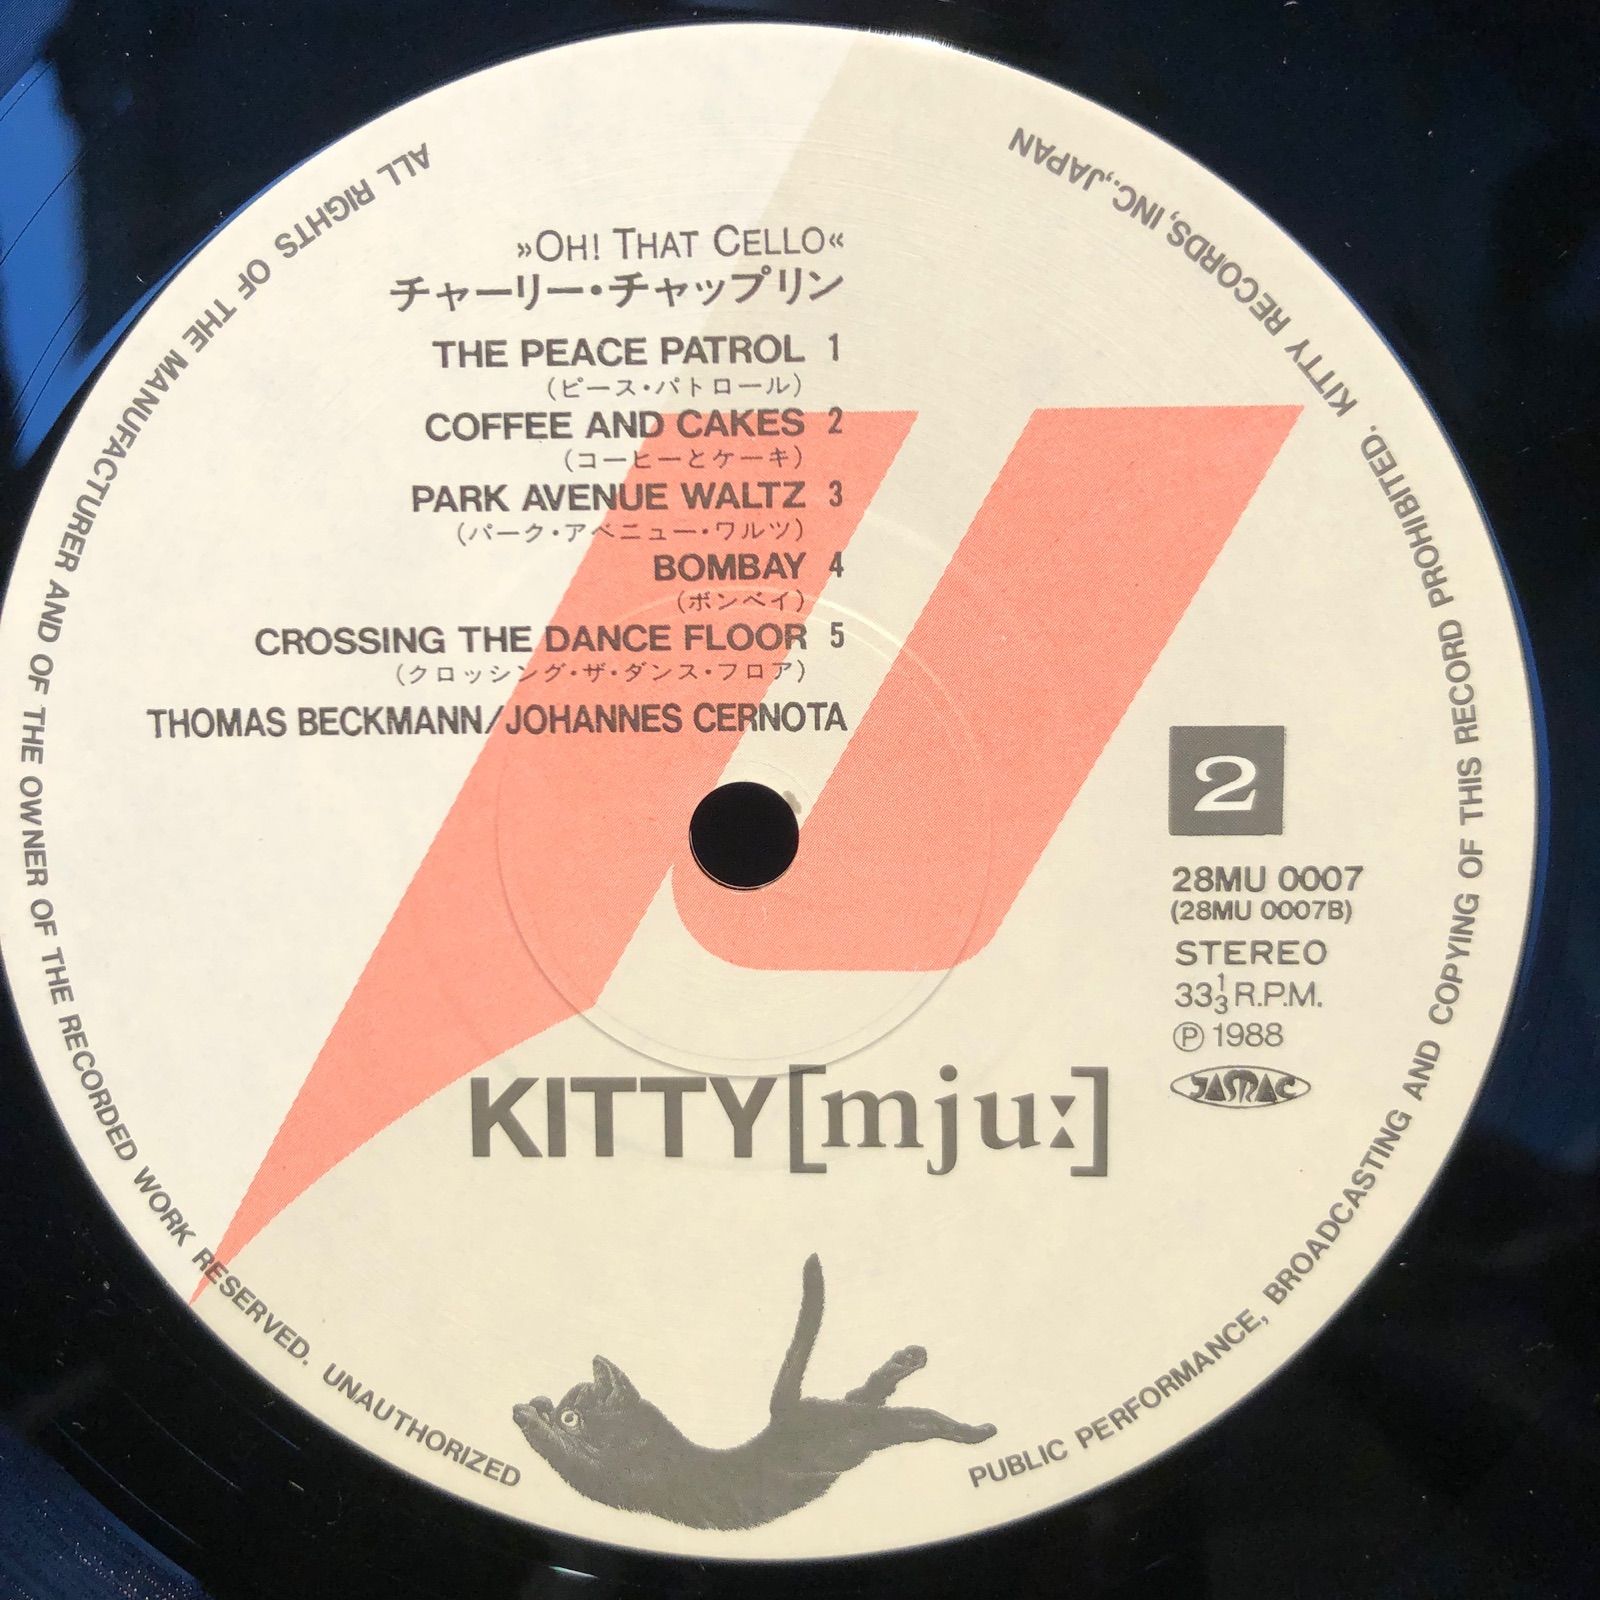 »OH! THAT CELLO«
チャーリー・チャップリン
THE PEACE PATROL 1
(ピース・パトロール)
COFFEE AND CAKES 2
(コーヒーとケーキ)
PARK AVENUE WALTZ 3
(パーク・アベニュー・ワルツ)
BOMBAY 4
(ボンベイ)
CROSSING THE DANCE FLOOR 5
(クロッシング・ザ・ダンス・フロア)
THOMAS BECKMANN/JOHANNES CERNOTA
2
28MU 0007
(28MU 0007B)
STEREO
33⅓ R.P.M.
Ⓟ 1988
JASRAC
KITTY[mju:]
ALL RIGHTS OF THE MANUFACTURER AND OF THE OWNER OF THE RECORDED WORK RESERVED. UNAUTHORIZED PUBLIC PERFORMANCE, BROADCASTING AND COPYING OF THIS RECORD PROHIBITED. KITTY RECORDS, INC., JAPAN